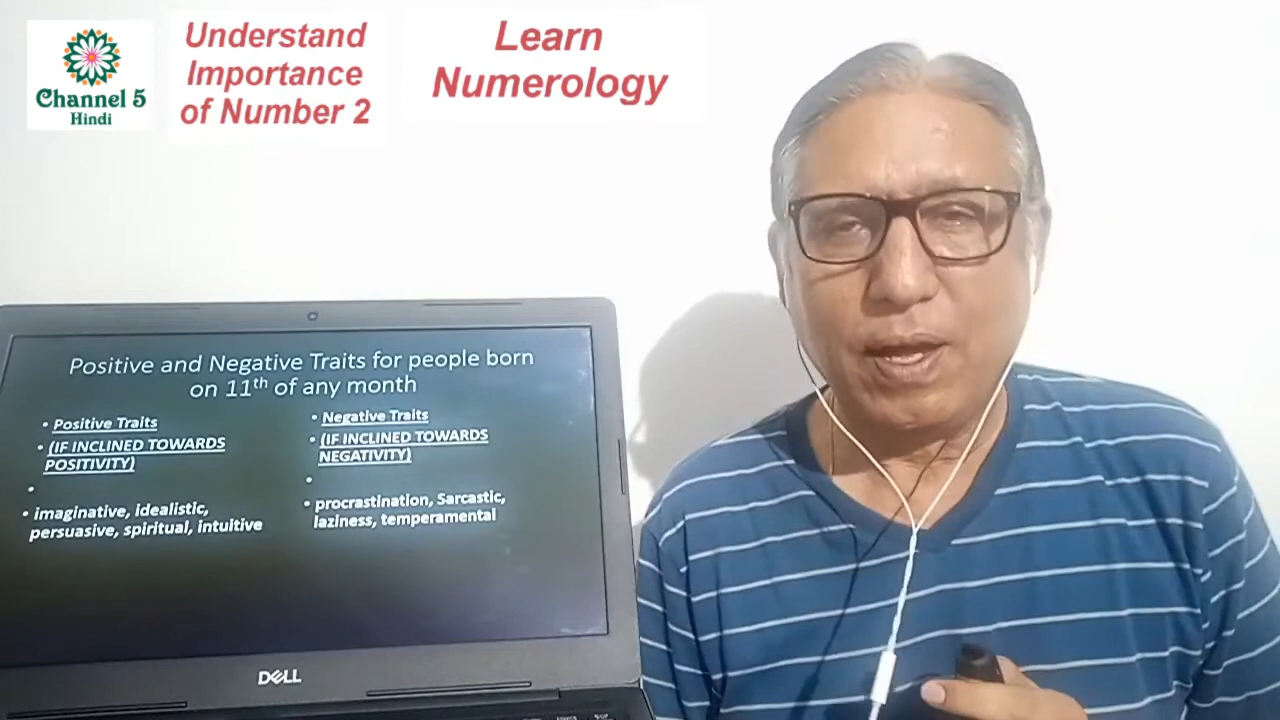 Channel 5
Hindi
Understand
Importance
of Number 2
Learn
Numerology
Positive and Negative Traits for people born
on 11th of any month
• Positive Traits
• (IF INCLINED TOWARDS
POSITIVITY)
•
• imaginative, idealistic,
persuasive, spiritual, intuitive
• Negative Traits
• (IF INCLINED TOWARDS
NEGATIVITY)
•
• procrastination, Sarcastic,
laziness, temperamental
DELL